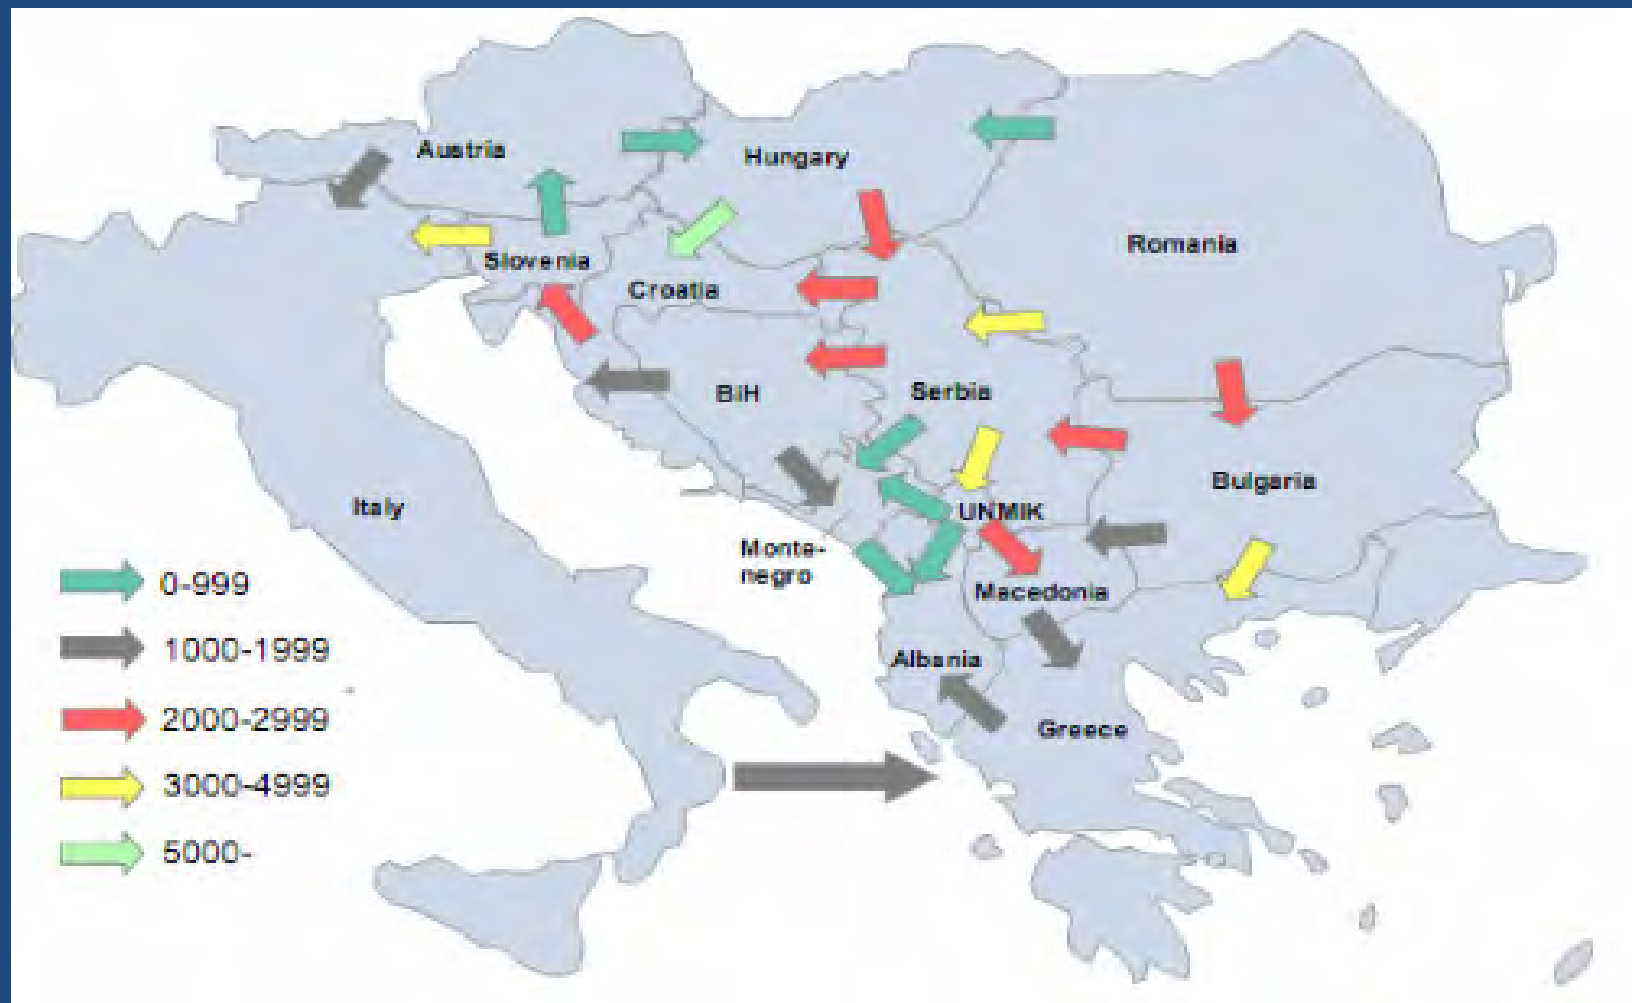 Austria
Hungary
Romania
Slovenia
Croatia
BiH
Serbia
Bulgaria
Italy
UNMIK
Monte-
negro
Macedonia
Albania
Greece
0-999
1000-1999
2000-2999
3000-4999
5000-